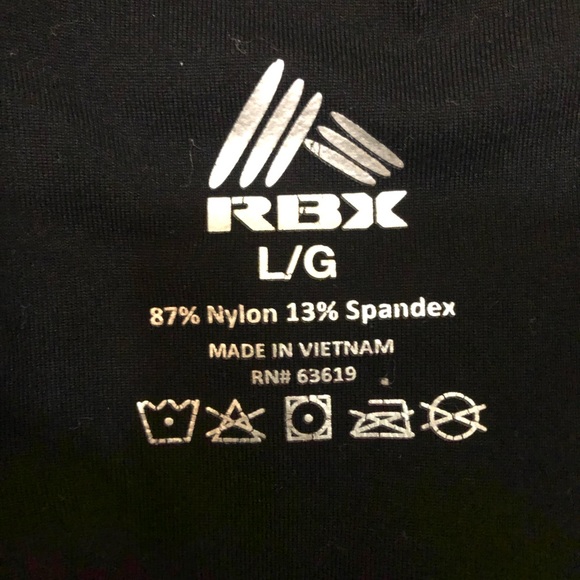 RBX
L/G
87% Nylon 13% Spandex
MADE IN VIETNAM
RN# 63619